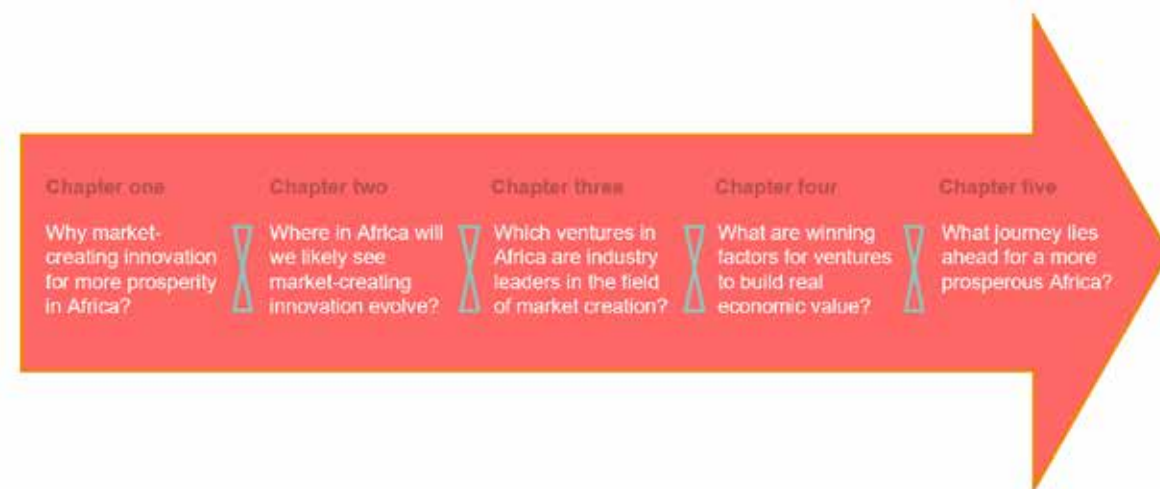 Chapter one
Why market-
creating innovation
for more prosperity
in Africa?
Chapter two
Where in Africa will
we likely see
market-creating
innovation evolve?
Chapter three
Which ventures in
Africa are industry
leaders in the field
of market creation?
Chapter four
What are winning
factors for ventures
to build real
economic value?
Chapter five
What journey lies
ahead for a more
prosperous Africa?